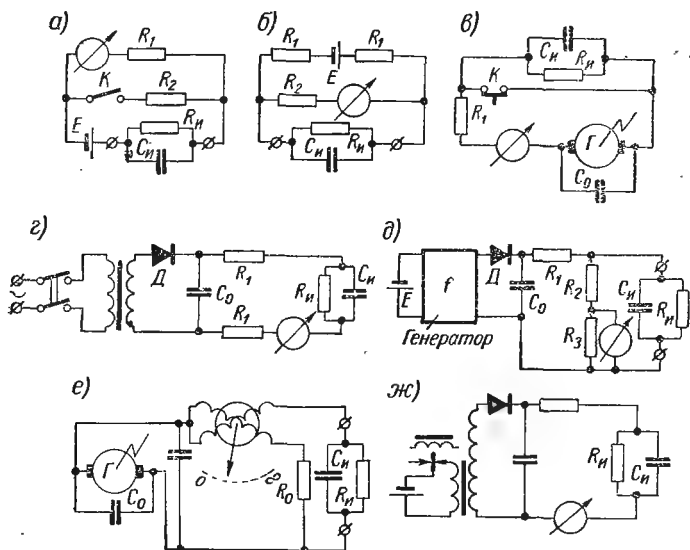 а)
R₁
К
R₂
E
Rи
Cи
б)
R₁
E
R₁
R₂
Rи
Cи
в)
Cи
Rи
К
R₁
Г
C₀
г)
~
Д
C₀
R₁
R₁
Rи
Cи
д)
E
f
Генератор
Д
C₀
R₁
R₂
R₃
Cи
Rи
е)
Г
C₀
0
∞
R₀
Cи
Rи
ж)
Rи
Cи